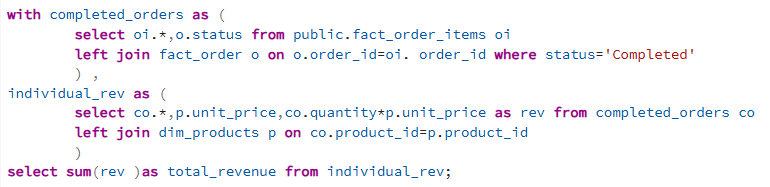 with completed_orders as (
select oi.*,o.status from public.fact_order_items oi
left join fact_order o on o.order_id=oi. order_id where status='Completed'
) ,
individual_rev as (
select co.*,p.unit_price,co.quantity*p.unit_price as rev from completed_orders co
left join dim_products p on co.product_id=p.product_id
)
select sum(rev )as total_revenue from individual_rev;